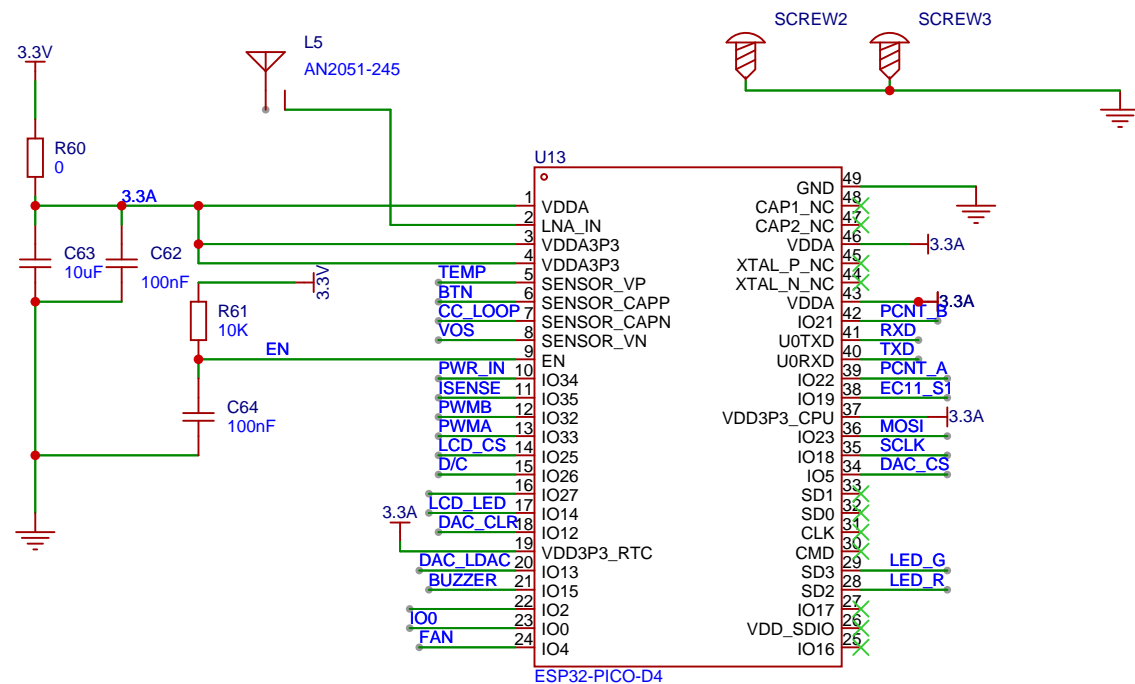 SCREW2
SCREW3
3.3V
L5
AN2051-245
R60
0
U13
3.3A
C63
10uF
C62
100nF
3.3V
R61
10K
EN
C64
100nF
3.3A
1 VDDA
2 LNA_IN
3 VDDA3P3
4 VDDA3P3
TEMP 5 SENSOR_VP
BTN 6 SENSOR_CAPP
CC_LOOP 7 SENSOR_CAPN
VOS 8 SENSOR_VN
9 EN
PWR_IN 10 IO34
ISENSE 11 IO35
PWMB 12 IO32
PWMA 13 IO33
LCD_CS 14 IO25
D/C 15 IO26
16 IO27
LCD_LED 17 IO14
DAC_CLR 18 IO12
19 VDD3P3_RTC
DAC_LDAC 20 IO13
BUZZER 21 IO15
22 IO2
IO0 23 IO0
FAN 24 IO4
GND 49
CAP1_NC 48
CAP2_NC 47
VDDA 46 3.3A
XTAL_P_NC 45
XTAL_N_NC 44
VDDA 43 3.3A
IO21 42 PCNT_B
U0TXD 41 RXD
U0RXD 40 TXD
IO22 39 PCNT_A
IO19 38 EC11_S1
VDD3P3_CPU 37 3.3A
IO23 36 MOSI
IO18 35 SCLK
IO5 34 DAC_CS
SD1 33
SD0 32
CLK 31
CMD 30
SD3 29 LED_G
SD2 28 LED_R
IO17 27
VDD_SDIO 26
IO16 25
ESP32-PICO-D4